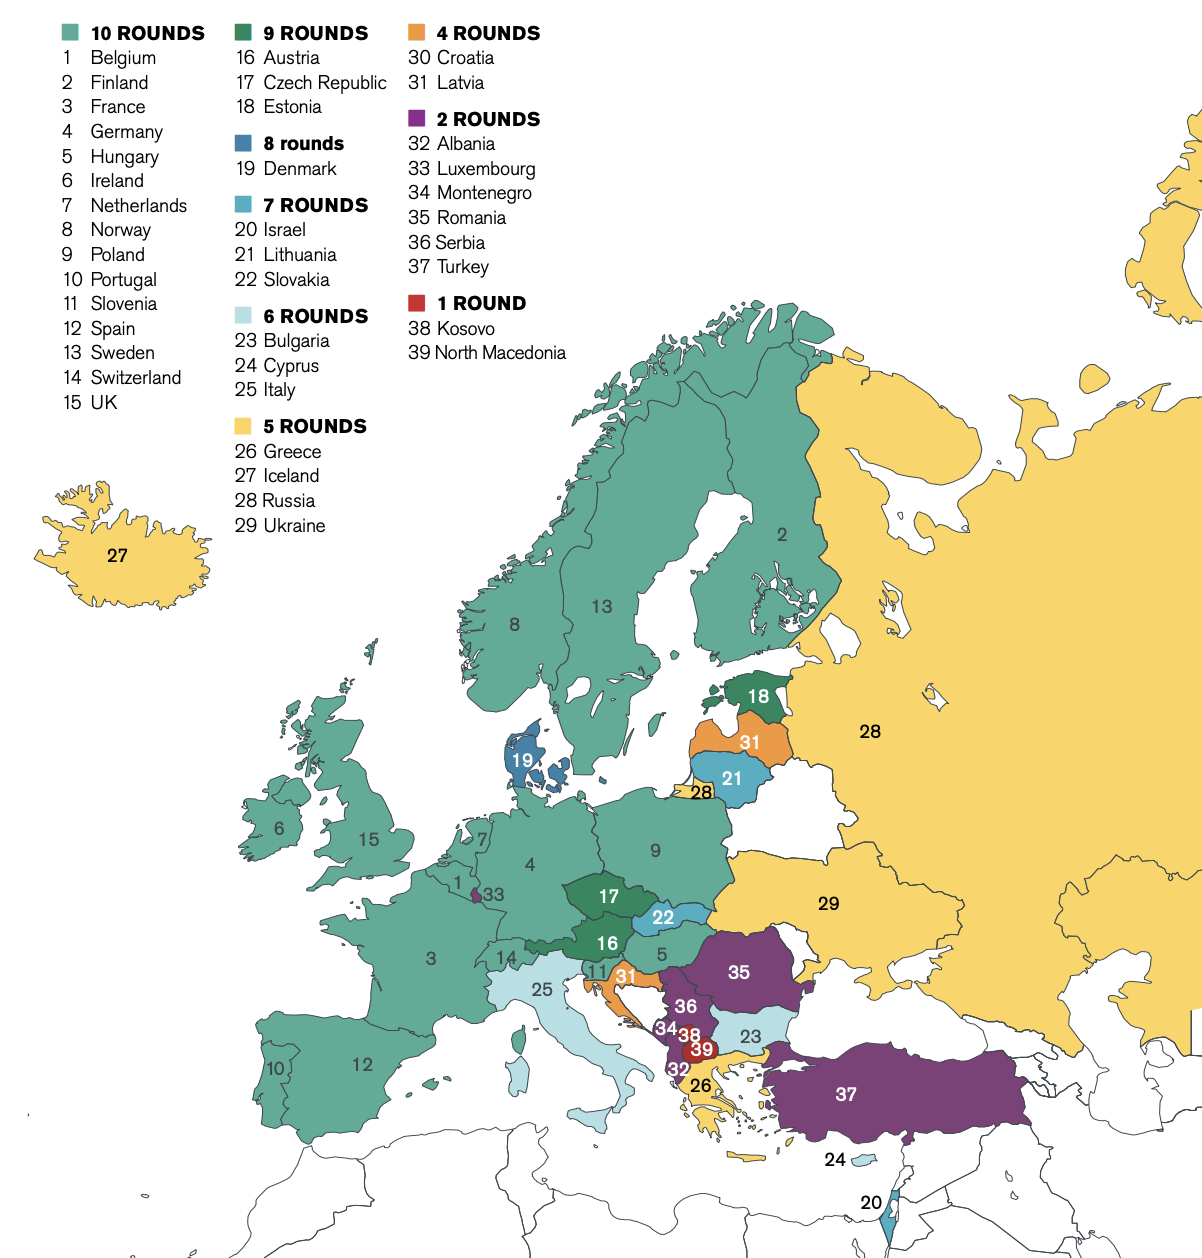 10 ROUNDS
1 Belgium
2 Finland
3 France
4 Germany
5 Hungary
6 Ireland
7 Netherlands
8 Norway
9 Poland
10 Portugal
11 Slovenia
12 Spain
13 Sweden
14 Switzerland
15 UK
9 ROUNDS
16 Austria
17 Czech Republic
18 Estonia
8 rounds
19 Denmark
7 ROUNDS
20 Israel
21 Lithuania
22 Slovakia
6 ROUNDS
23 Bulgaria
24 Cyprus
25 Italy
5 ROUNDS
26 Greece
27 Iceland
28 Russia
29 Ukraine
4 ROUNDS
30 Croatia
31 Latvia
2 ROUNDS
32 Albania
33 Luxembourg
34 Montenegro
35 Romania
36 Serbia
37 Turkey
1 ROUND
38 Kosovo
39 North Macedonia
2
27
13
8
18
28
31
19
21
28
6
15
7
9
4
1
33
17
29
22
16
5
3
14
11
31
35
25
36
34
38
23
39
10
12
32
26
37
24
20